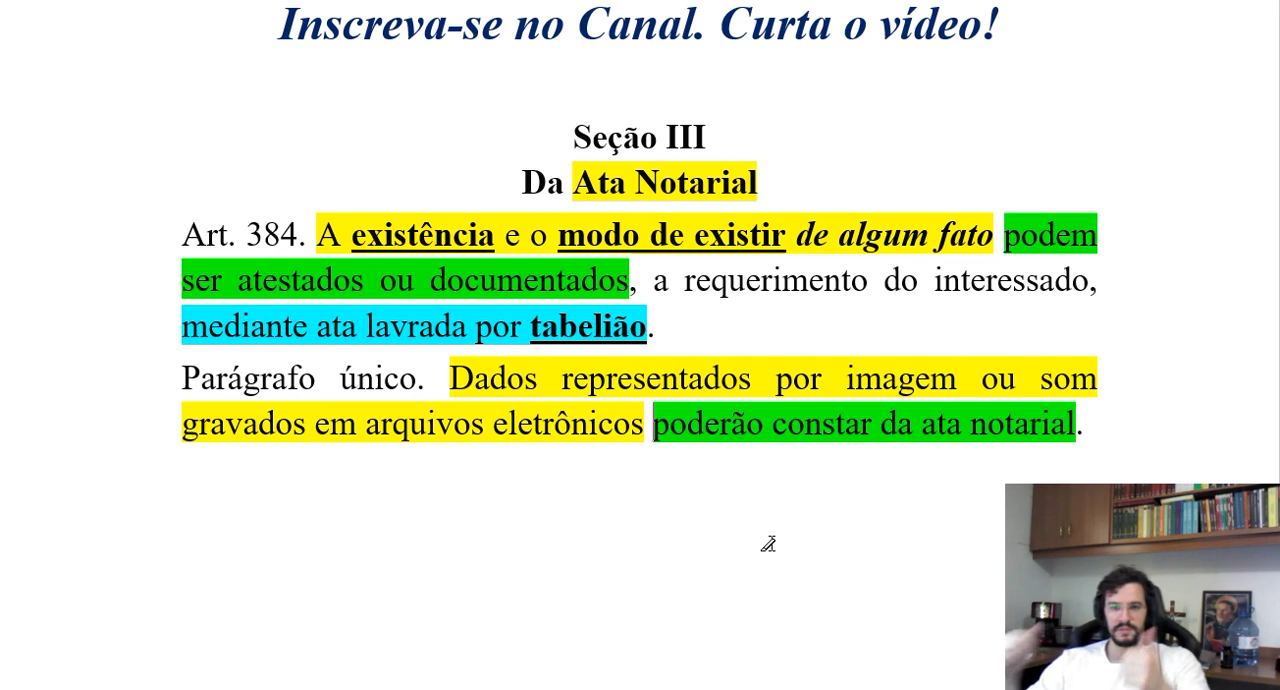 Inscreva-se no Canal. Curta o vídeo!
Seção III
Da Ata Notarial
Art. 384. A existência e o modo de existir de algum fato podem
ser atestados ou documentados, a requerimento do interessado,
mediante ata lavrada por tabelião.
Parágrafo único. Dados representados por imagem ou som
gravados em arquivos eletrônicos poderão constar da ata notarial.